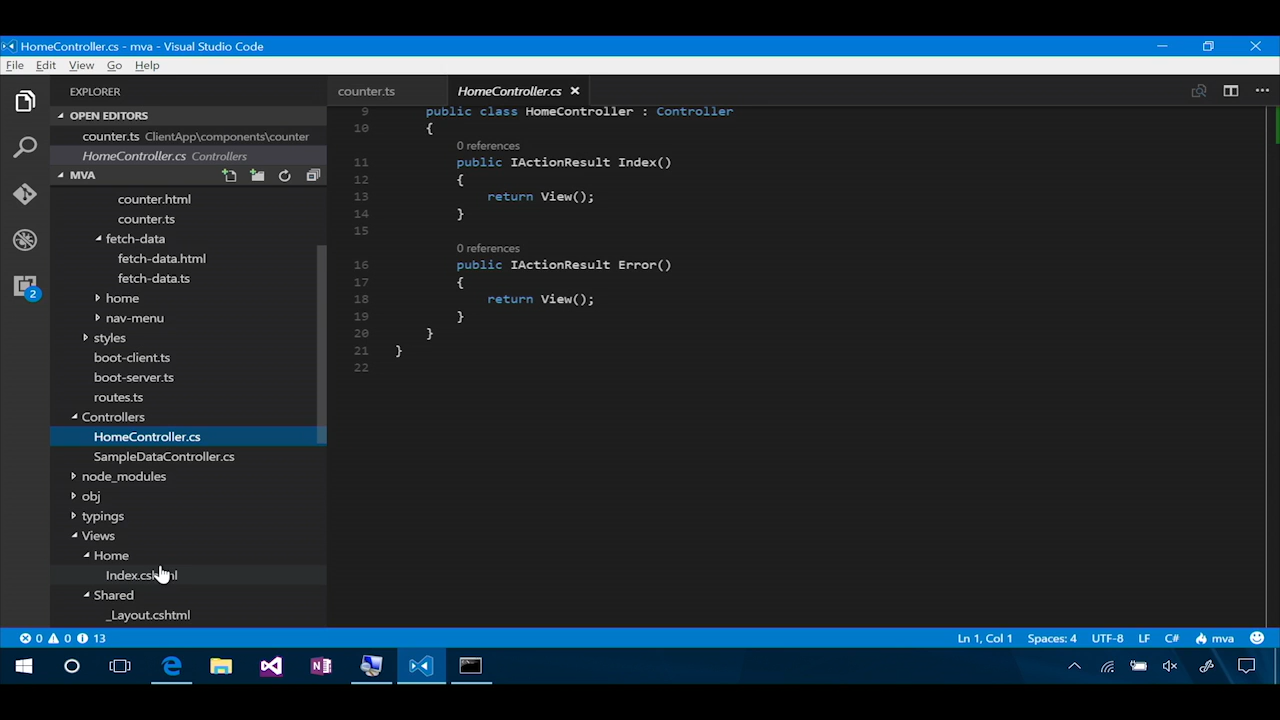 HomeController.cs - mva - Visual Studio Code
File Edit View Go Help
EXPLORER
OPEN EDITORS
counter.ts ClientApp\components\counter
HomeController.cs Controllers
MVA
counter.html
counter.ts
fetch-data
fetch-data.html
fetch-data.ts
home
nav-menu
styles
boot-client.ts
boot-server.ts
routes.ts
Controllers
HomeController.cs
SampleDataController.cs
node_modules
obj
typings
Views
Home
Index.cshtml
Shared
_Layout.cshtml
2
counter.ts HomeController.cs
9 public class HomeController : Controller
10 {
0 references
11 public IActionResult Index()
12 {
13 return View();
14 }
15
0 references
16 public IActionResult Error()
17 {
18 return View();
19 }
20 }
21 }
22
0 0 13 Ln 1, Col 1 Spaces: 4 UTF-8 LF C# mva